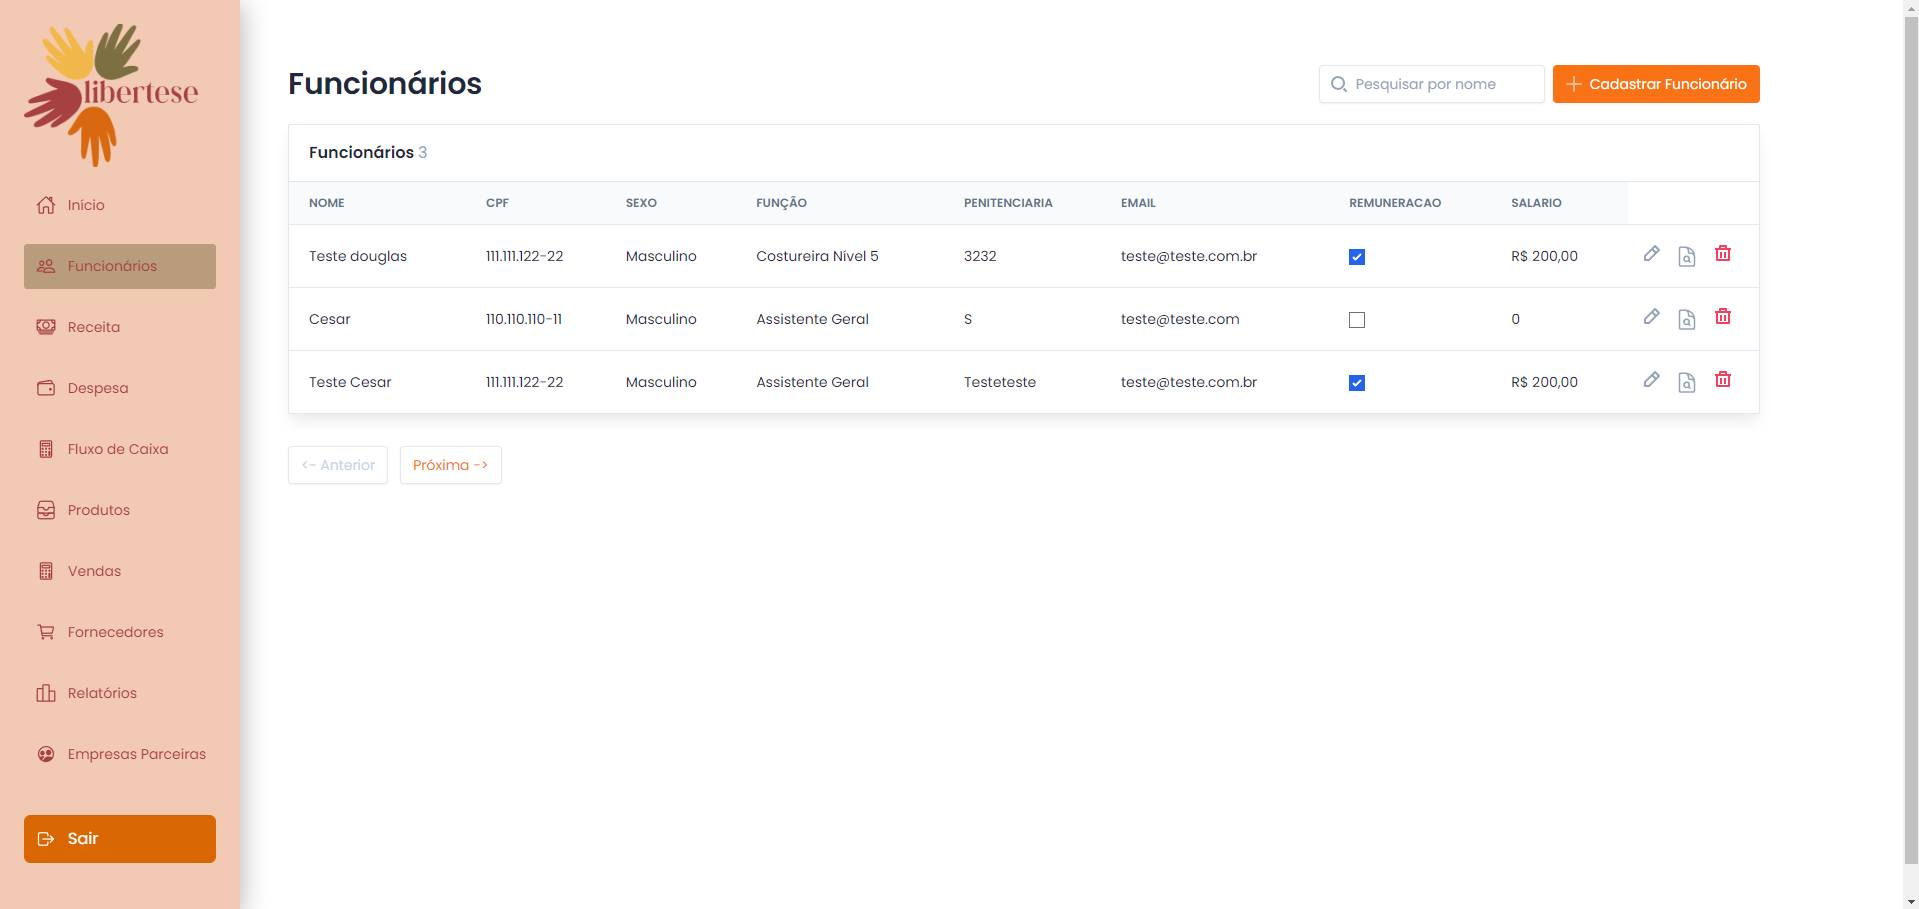 libertese
Início
Funcionários
Receita
Despesa
Fluxo de Caixa
Produtos
Vendas
Fornecedores
Relatórios
Empresas Parceiras
Sair
Funcionários
Pesquisar por nome
Cadastrar Funcionário
Funcionários 3
NOME CPF SEXO FUNÇÃO PENITENCIARIA EMAIL REMUNERACAO SALARIO
Teste douglas 111.111.122-22 Masculino Costureira Nível 5 3232 teste@teste.com.br R$ 200,00
Cesar 110.110.110-11 Masculino Assistente Geral S teste@teste.com 0
Teste Cesar 111.111.122-22 Masculino Assistente Geral Testeteste teste@teste.com.br R$ 200,00
<- Anterior Próxima ->